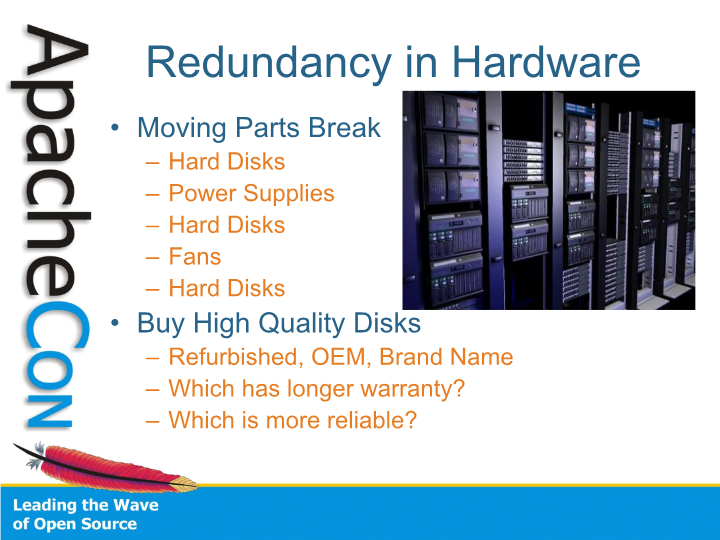 ApacheCon
Redundancy in Hardware
• Moving Parts Break
– Hard Disks
– Power Supplies
– Hard Disks
– Fans
– Hard Disks
• Buy High Quality Disks
– Refurbished, OEM, Brand Name
– Which has longer warranty?
– Which is more reliable?
Leading the Wave
of Open Source